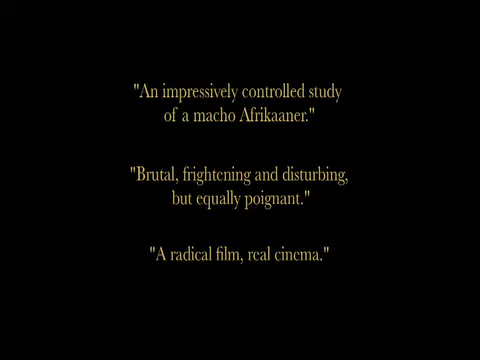 "An impressively controlled study
of a macho Afrikaaner."
"Brutal, frightening and disturbing,
but equally poignant."
"A radical film, real cinema."